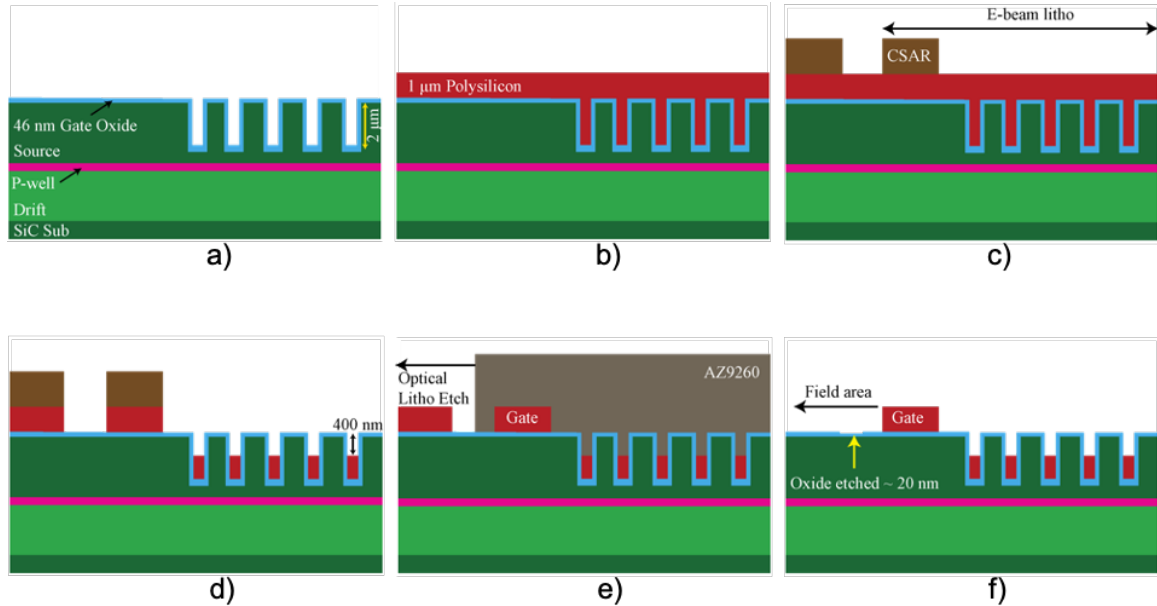 46 nm Gate Oxide
2 μm
Source
P-well
Drift
SiC Sub
a)
1 μm Polysilicon
b)
E-beam litho
CSAR
c)
400 nm
d)
Optical
Litho Etch
AZ9260
Gate
e)
Field area
Gate
Oxide etched ~ 20 nm
f)